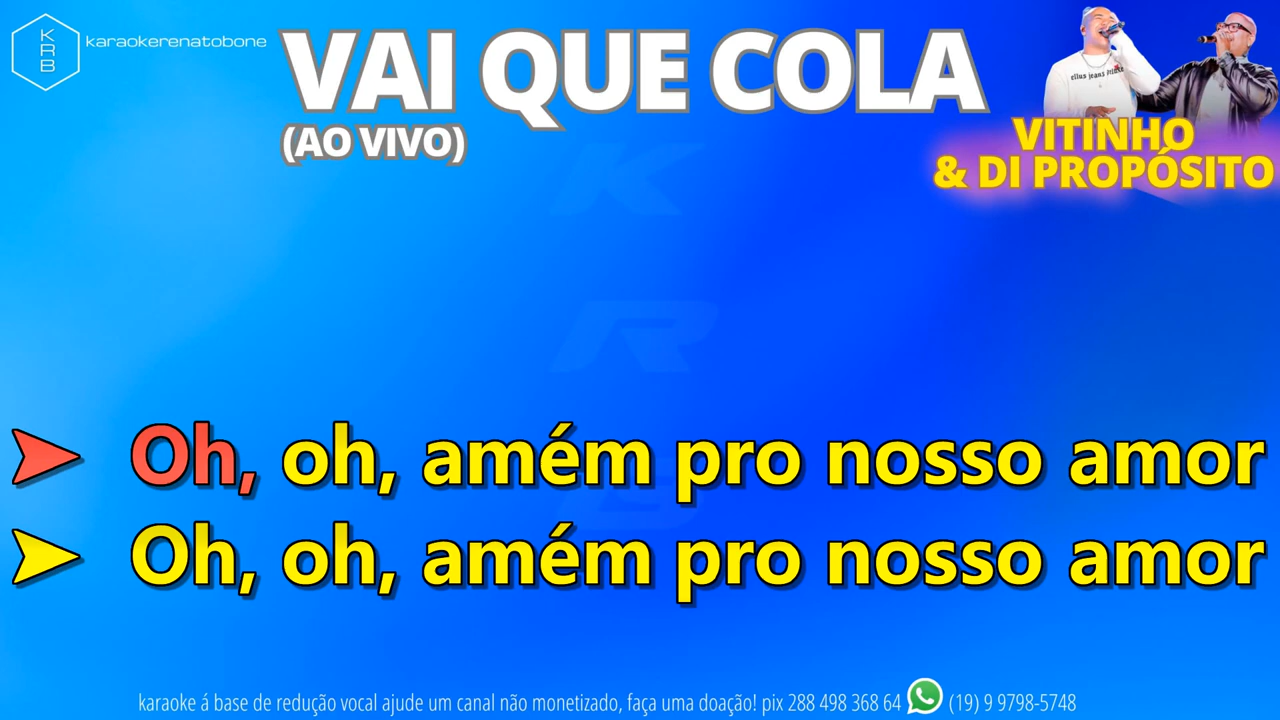 KRB
karaokerenatobone
VAI QUE COLA
(AO VIVO)
VITINHO
& DI PROPÓSITO
K
R
B
Oh, oh, amém pro nosso amor
Oh, oh, amém pro nosso amor
karaoke á base de redução vocal ajude um canal não monetizado, faça uma doação! pix 288 498 368 64 (19) 9 9798-5748